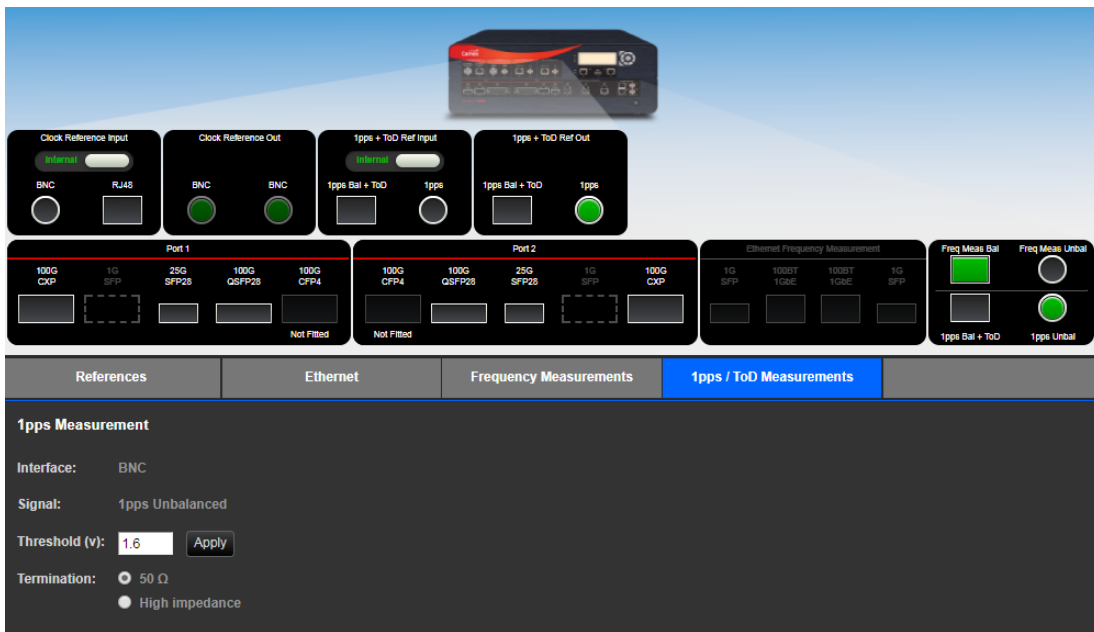 Clock Reference Input
Clock Reference Out
1pps + ToD Ref Input
1pps + ToD Ref Out
Internal
Internal
BNC RJ48 BNC BNC 1pps Bal + ToD 1pps 1pps Bal + ToD 1pps
Port 1
Port 2
Ethernet Frequency Measurement
Freq Meas Bal Freq Meas Unbal
100G CXP
1G SFP
25G SFP28
100G QSFP28
100G CFP4
100G CFP4
100G QSFP28
25G SFP28
1G SFP
100G CXP
1G SFP
100BT 1GbE
100BT 1GbE
1G SFP
Not Fitted
Not Fitted
1pps Bal + ToD 1pps Unbal
References Ethernet Frequency Measurements 1pps / ToD Measurements
1pps Measurement
Interface: BNC
Signal: 1pps Unbalanced
Threshold (v): 1.6 Apply
Termination: 50 Ω
High impedance